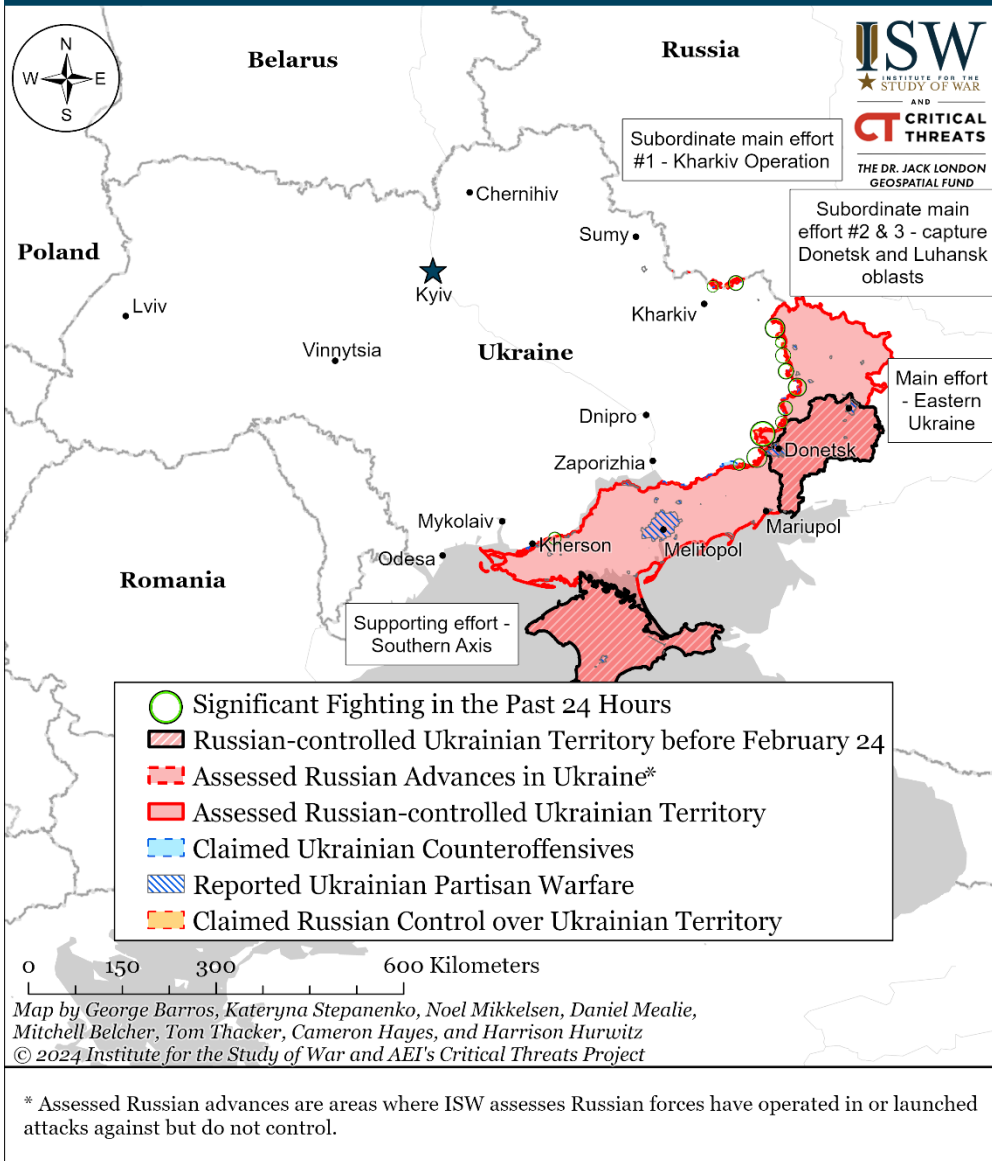 N
W
E
S
Belarus
Russia
ISW
INSTITUTE FOR THE
STUDY OF WAR
AND
CT CRITICAL
THREATS
THE DR. JACK LONDON
GEOSPATIAL FUND
Subordinate main effort
#1 - Kharkiv Operation
Subordinate main
effort #2 & 3 - capture
Donetsk and Luhansk
oblasts
Chernihiv
Sumy
Poland
Kyiv
Lviv
Kharkiv
Vinnytsia
Ukraine
Main effort
- Eastern
Ukraine
Dnipro
Donetsk
Zaporizhia
Mykolaiv
Mariupol
Kherson
Melitopol
Odesa
Romania
Supporting effort -
Southern Axis
Significant Fighting in the Past 24 Hours
Russian-controlled Ukrainian Territory before February 24
Assessed Russian Advances in Ukraine*
Assessed Russian-controlled Ukrainian Territory
Claimed Ukrainian Counteroffensives
Reported Ukrainian Partisan Warfare
Claimed Russian Control over Ukrainian Territory
0 150 300 600 Kilometers
Map by George Barros, Kateryna Stepanenko, Noel Mikkelsen, Daniel Mealie,
Mitchell Belcher, Tom Thacker, Cameron Hayes, and Harrison Hurwitz
© 2024 Institute for the Study of War and AEI's Critical Threats Project
* Assessed Russian advances are areas where ISW assesses Russian forces have operated in or launched
attacks against but do not control.